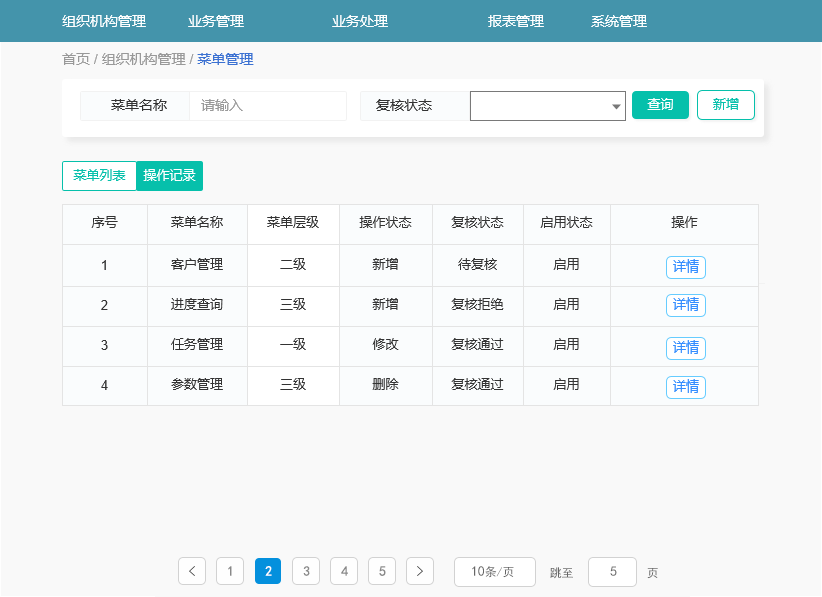 组织机构管理 业务管理 业务处理 报表管理 系统管理
首页 / 组织机构管理 / 菜单管理
菜单名称 请输入 复核状态 查询 新增
菜单列表 操作记录
序号 菜单名称 菜单层级 操作状态 复核状态 启用状态 操作
1 客户管理 二级 新增 待复核 启用 详情
2 进度查询 三级 新增 复核拒绝 启用 详情
3 任务管理 一级 修改 复核通过 启用 详情
4 参数管理 三级 删除 复核通过 启用 详情
< 1 2 3 4 5 > 10条/页 跳至 5 页